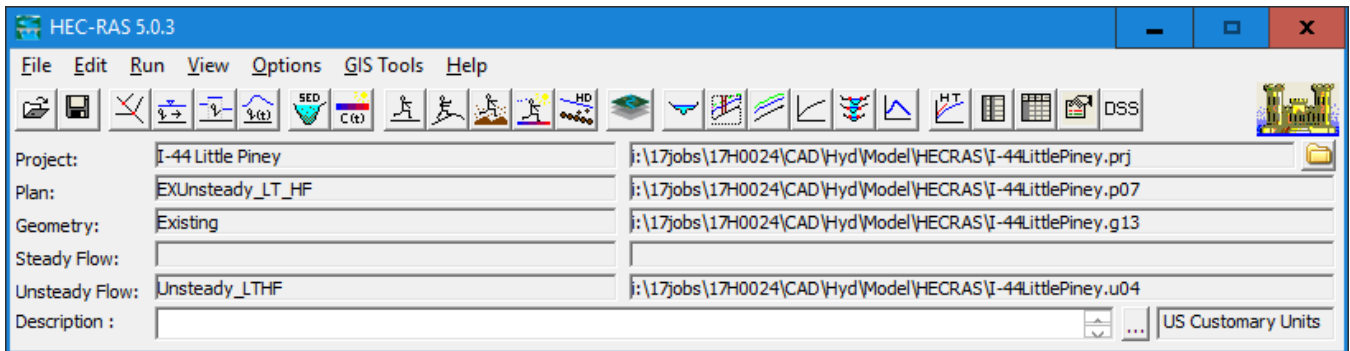 HEC-RAS 5.0.3
File Edit Run View Options GIS Tools Help
SED C(t) HD HT DSS
Project: I-44 Little Piney i:\17jobs\17H0024\CAD\Hyd\Model\HECRAS\I-44LittlePiney.prj
Plan: EXUnsteady_LT_HF i:\17jobs\17H0024\CAD\Hyd\Model\HECRAS\I-44LittlePiney.p07
Geometry: Existing i:\17jobs\17H0024\CAD\Hyd\Model\HECRAS\I-44LittlePiney.g13
Steady Flow:
Unsteady Flow: Unsteady_LTHF i:\17jobs\17H0024\CAD\Hyd\Model\HECRAS\I-44LittlePiney.u04
Description : ... US Customary Units